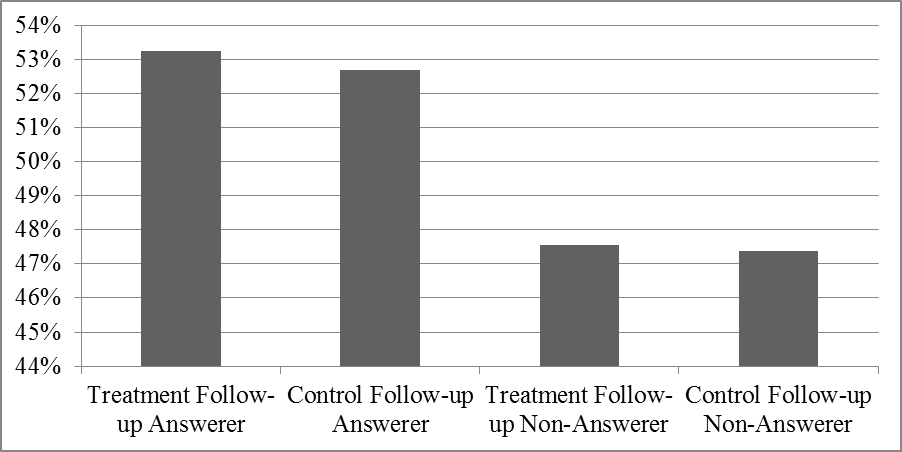 54%
53%
52%
51%
50%
49%
48%
47%
46%
45%
44%
Treatment Follow-
up Answerer
Control Follow-up
Answerer
Treatment Follow-
up Non-Answerer
Control Follow-up
Non-Answerer